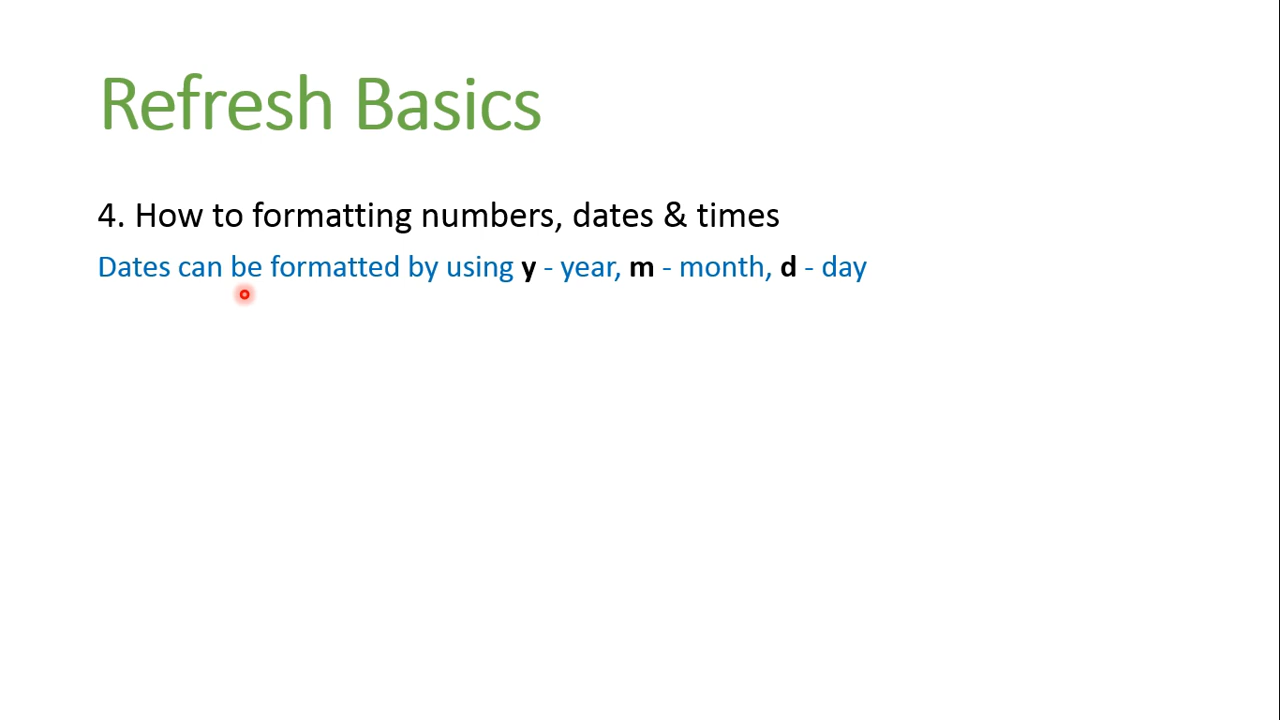 Refresh Basics
4. How to formatting numbers, dates & times
Dates can be formatted by using y - year, m - month, d - day